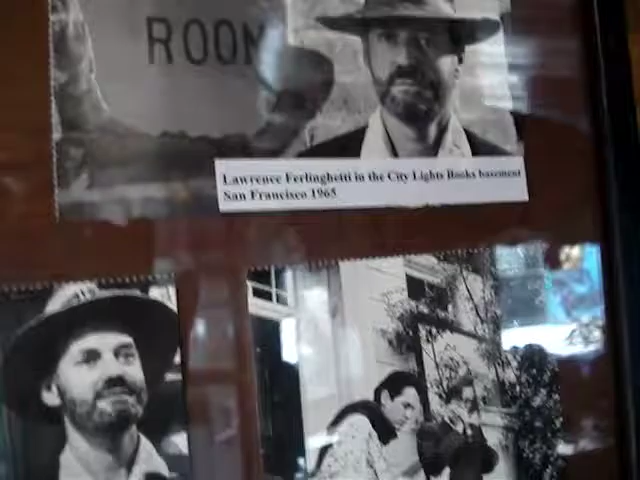 ROOM
Lawrence Ferlinghetti in the City Lights Books basement
San Francisco 1965